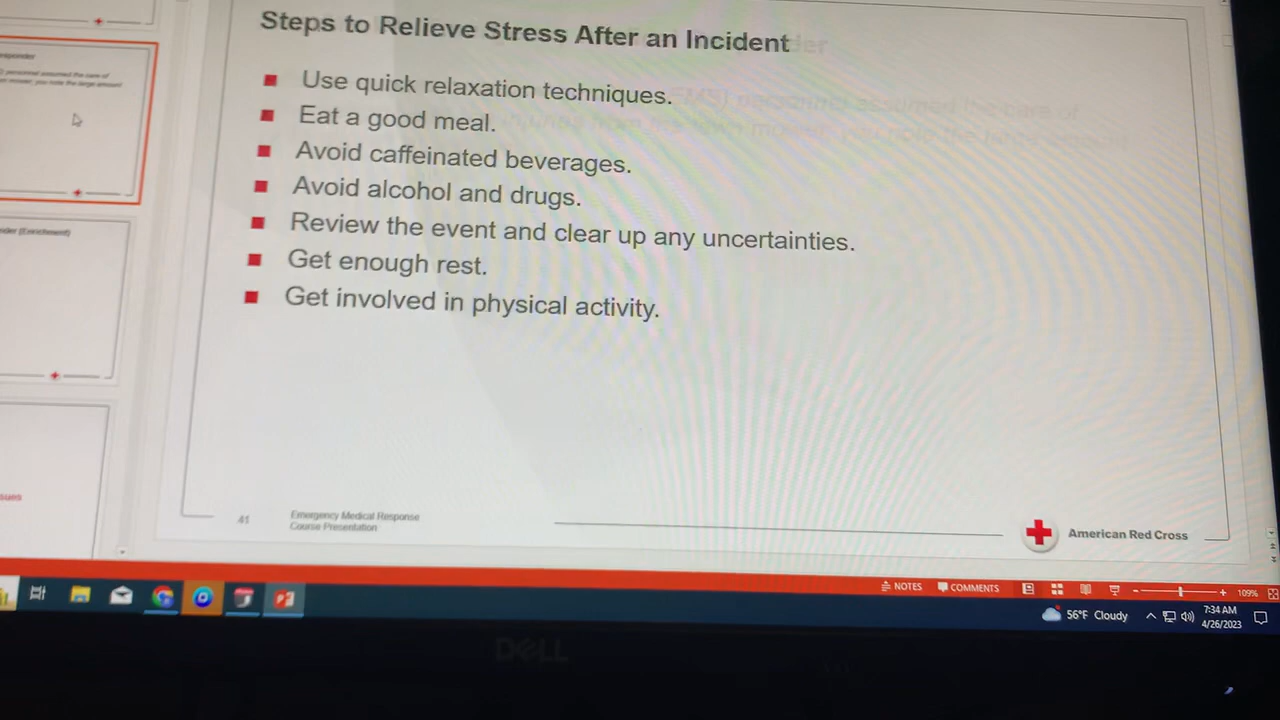 Steps to Relieve Stress After an Incident
Use quick relaxation techniques.
Eat a good meal.
Avoid caffeinated beverages.
Avoid alcohol and drugs.
Review the event and clear up any uncertainties.
Get enough rest.
Get involved in physical activity.
41
Emergency Medical Response
Course Presentation
American Red Cross
NOTES
COMMENTS
109%
56°F Cloudy
7:34 AM
4/26/2023
DELL